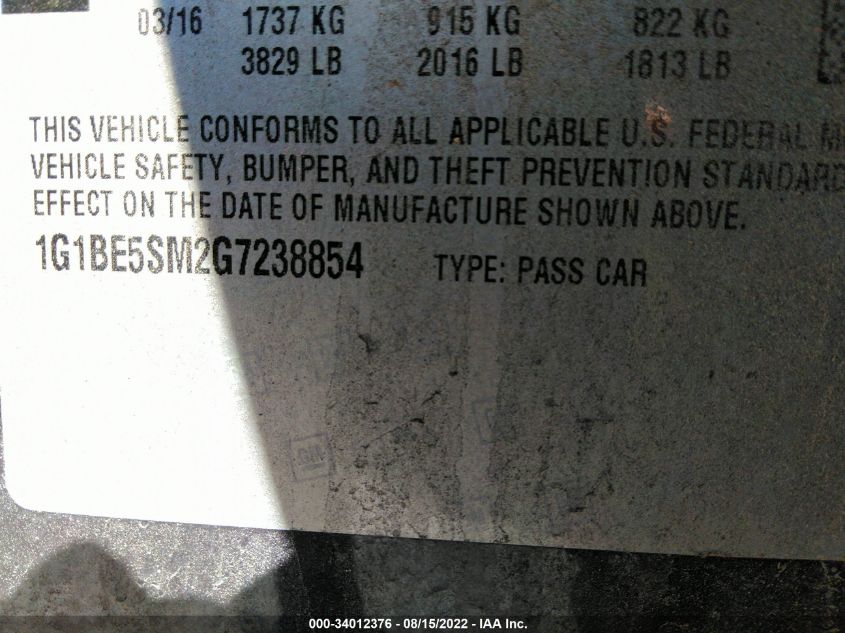 03/16 1737 KG 915 KG 822 KG
3829 LB 2016 LB 1813 LB
THIS VEHICLE CONFORMS TO ALL APPLICABLE U.S. FEDERAL M
VEHICLE SAFETY, BUMPER, AND THEFT PREVENTION STANDARD
EFFECT ON THE DATE OF MANUFACTURE SHOWN ABOVE.
1G1BE5SM2G7238854 TYPE: PASS CAR
GM
000-34012376 - 08/15/2022 - IAA Inc.